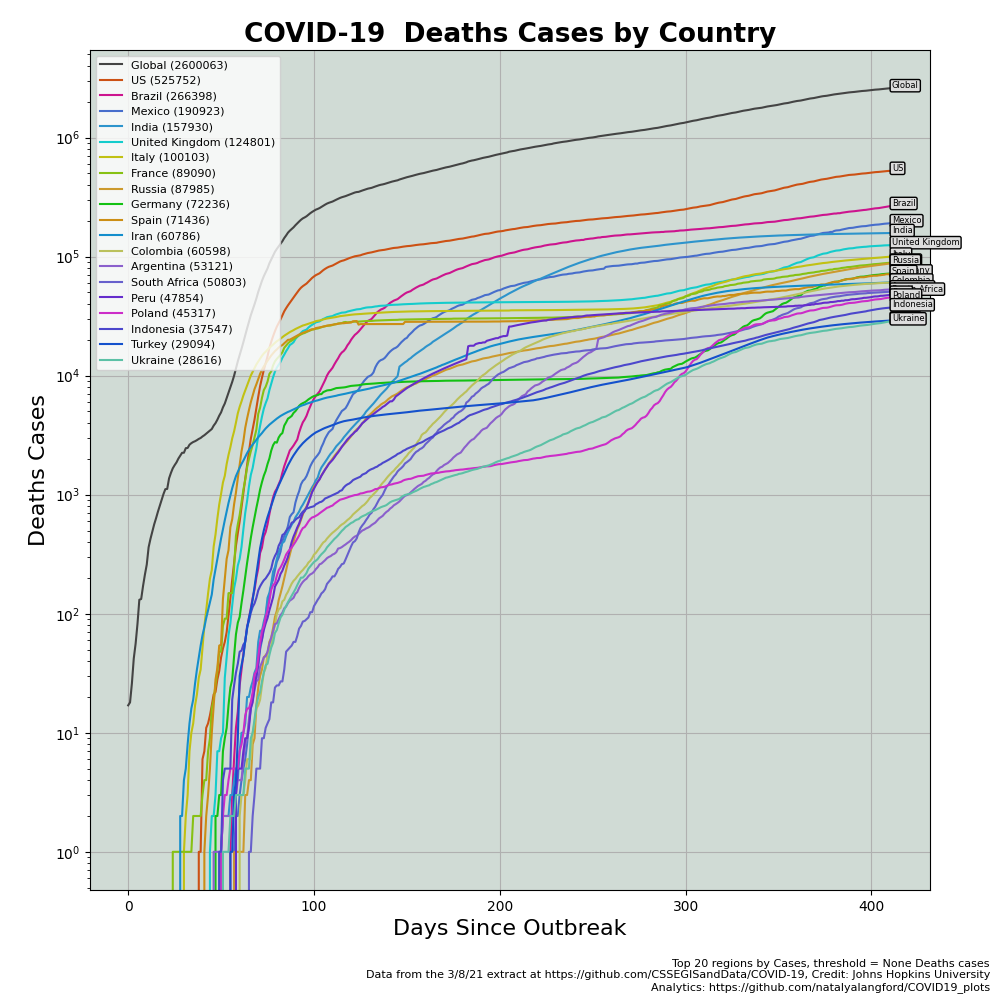 COVID-19  Deaths Cases by Country
Global (2600063)
US (525752)
Brazil (266398)
Mexico (190923)
India (157930)
United Kingdom (124801)
Italy (100103)
France (89090)
Russia (87985)
Germany (72236)
Spain (71436)
Iran (60786)
Colombia (60598)
Argentina (53121)
South Africa (50803)
Peru (47854)
Poland (45317)
Indonesia (37547)
Turkey (29094)
Ukraine (28616)
Global
US
Brazil
Mexico
India
United Kingdom
Russia
Spain
Africa
Poland
Indonesia
Ukraine
Deaths Cases
10^6
10^5
10^4
10^3
10^2
10^1
10^0
0 100 200 300 400
Days Since Outbreak
Top 20 regions by Cases, threshold = None Deaths cases
Data from the 3/8/21 extract at https://github.com/CSSEGISandData/COVID-19, Credit: Johns Hopkins University
Analytics: https://github.com/natalyalangford/COVID19_plots